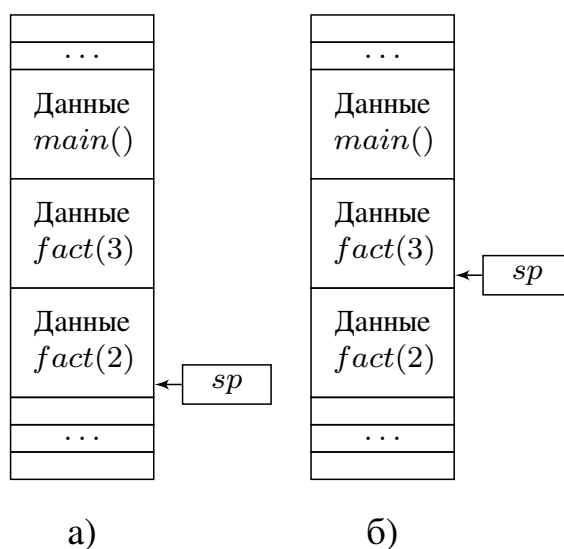 ...
Данные
main()
Данные
fact(3)
Данные
fact(2)
sp
...
а)
...
Данные
main()
Данные
fact(3)
sp
Данные
fact(2)
...
б)